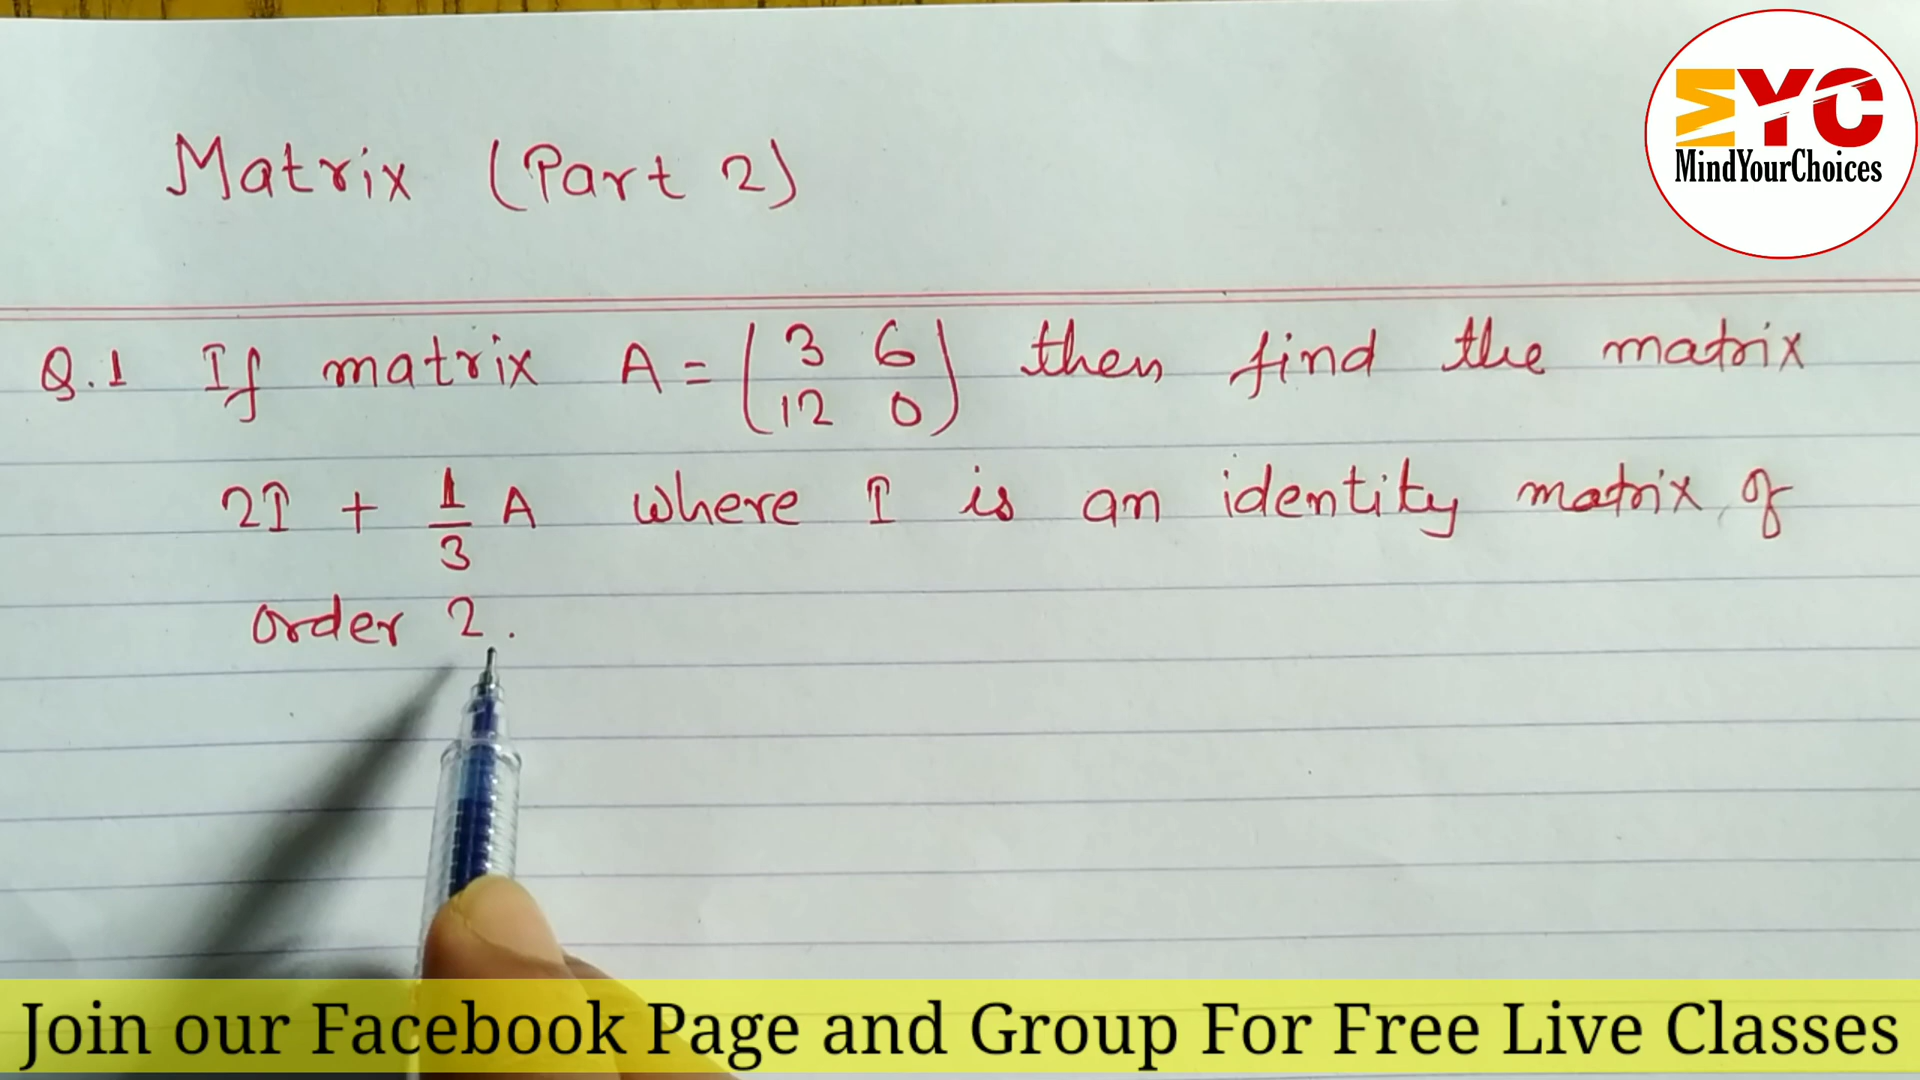 MYC
MindYourChoices
Matrix (Part 2)
Q.1 If matrix A = (3 6
12 0) then find the matrix
2I + 1/3 A where I is an identity matrix of
order 2.
Join our Facebook Page and Group For Free Live Classes